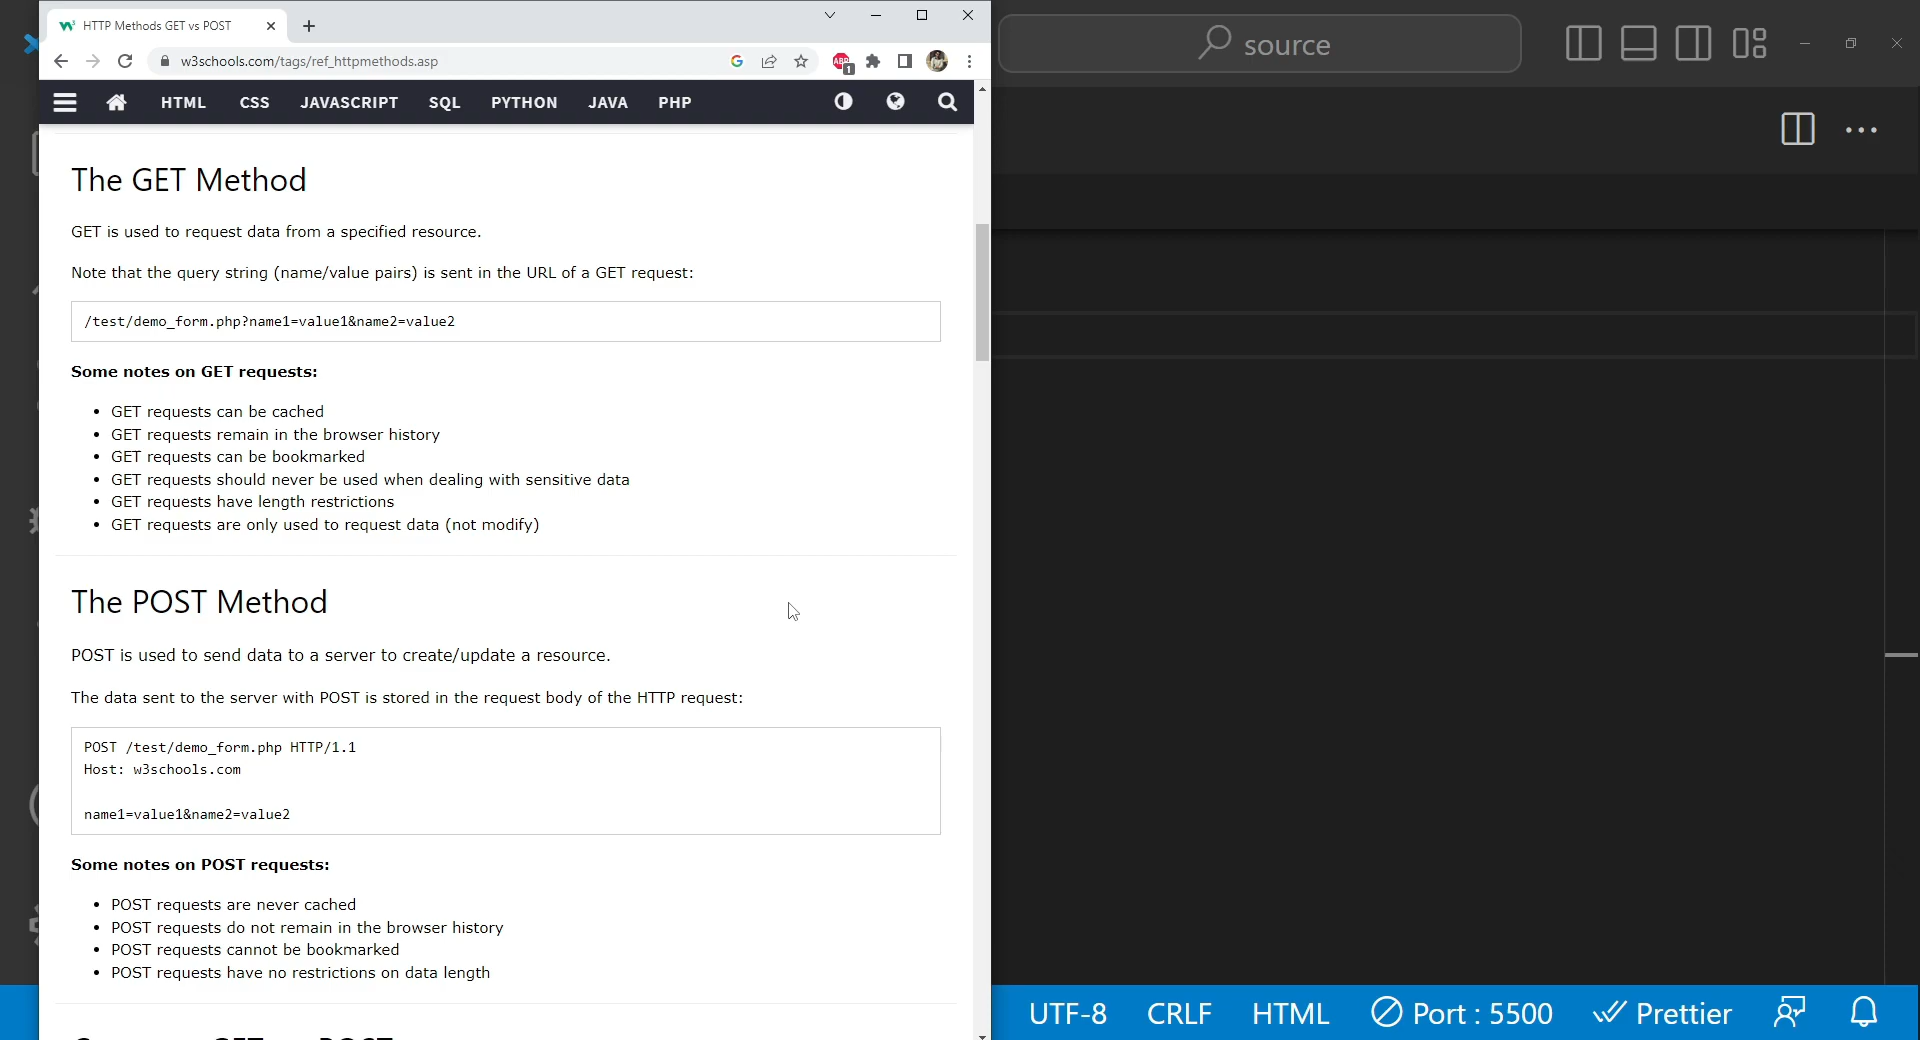 HTTP Methods GET vs POST
w3schools.com/tags/ref_httpmethods.asp
ABP
1
HTML CSS JAVASCRIPT SQL PYTHON JAVA PHP
The GET Method
GET is used to request data from a specified resource.
Note that the query string (name/value pairs) is sent in the URL of a GET request:
/test/demo_form.php?name1=value1&name2=value2
Some notes on GET requests:
• GET requests can be cached
• GET requests remain in the browser history
• GET requests can be bookmarked
• GET requests should never be used when dealing with sensitive data
• GET requests have length restrictions
• GET requests are only used to request data (not modify)
The POST Method
POST is used to send data to a server to create/update a resource.
The data sent to the server with POST is stored in the request body of the HTTP request:
POST /test/demo_form.php HTTP/1.1
Host: w3schools.com
name1=value1&name2=value2
Some notes on POST requests:
• POST requests are never cached
• POST requests do not remain in the browser history
• POST requests cannot be bookmarked
• POST requests have no restrictions on data length
source
UTF-8 CRLF HTML Port : 5500 Prettier